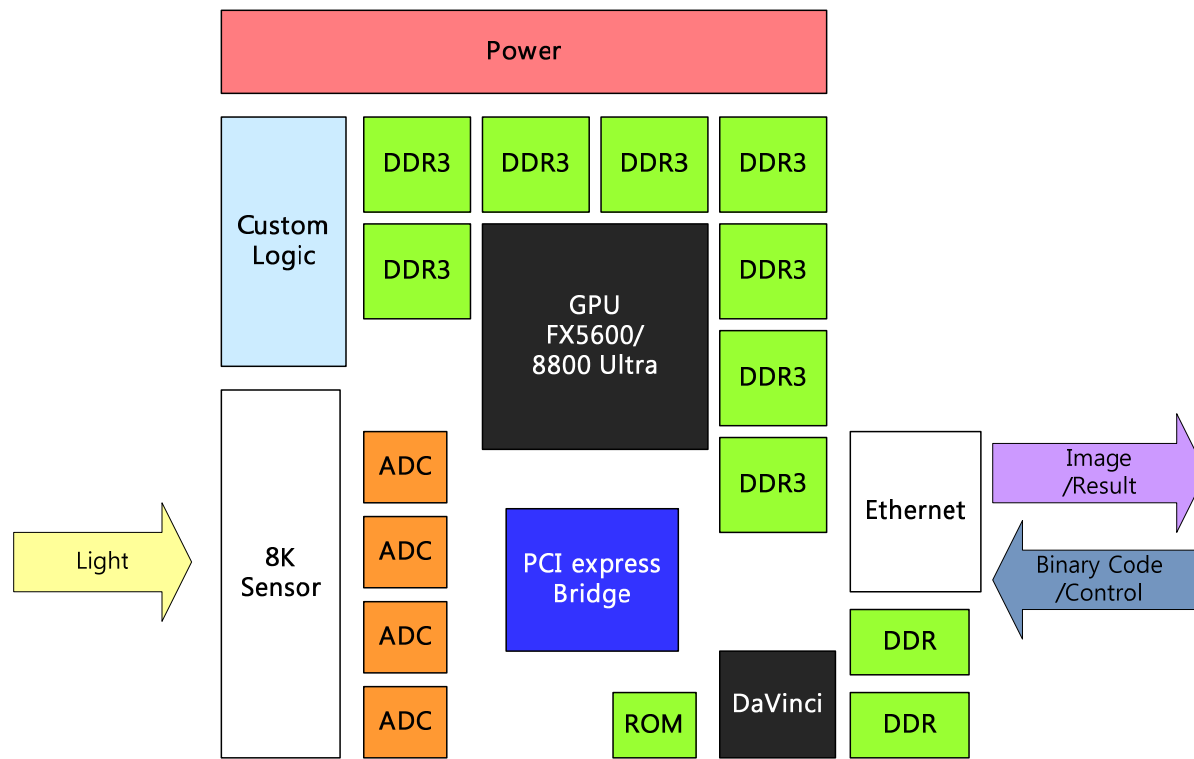 Power
DDR3
DDR3
DDR3
DDR3
Custom
Logic
DDR3
GPU
FX5600/
8800 Ultra
DDR3
DDR3
DDR3
8K
Sensor
Light
ADC
ADC
ADC
ADC
PCI express
Bridge
Ethernet
Image
/Result
Binary Code
/Control
DDR
DDR
DaVinci
ROM